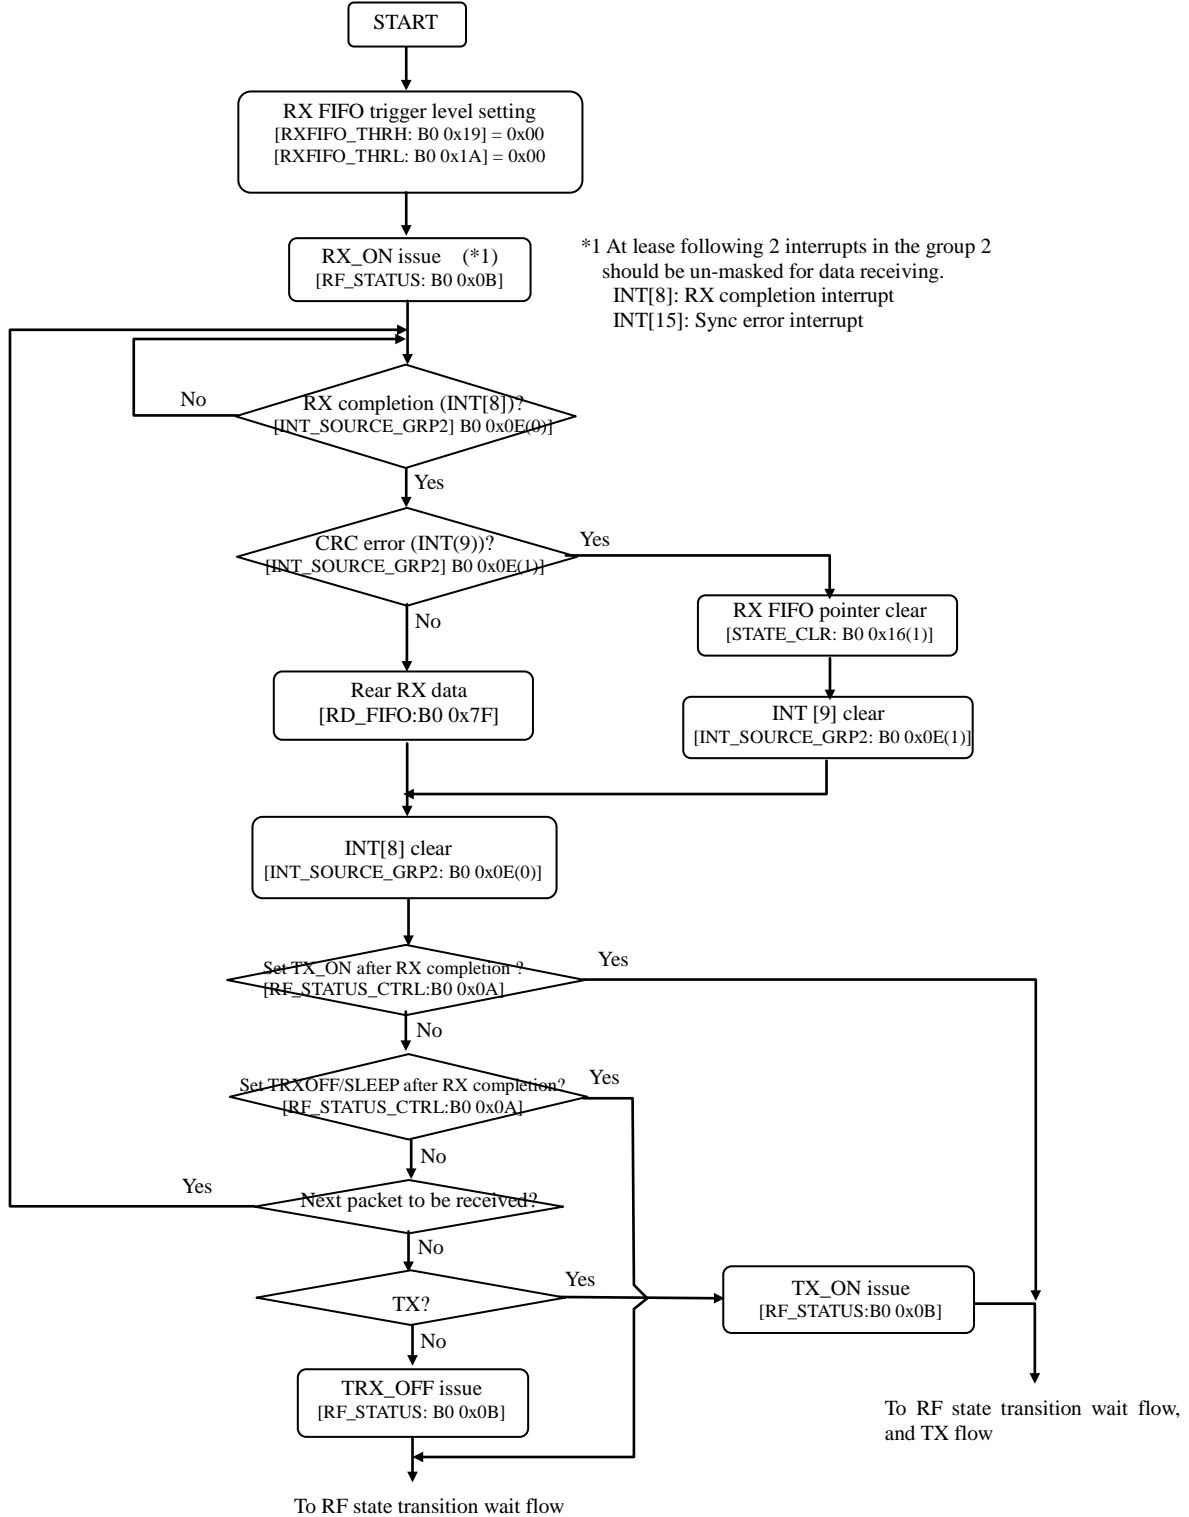 START
RX FIFO trigger level setting
[RXFIFO_THRH: B0 0x19] = 0x00
[RXFIFO_THRL: B0 0x1A] = 0x00
RX_ON issue (*1)
[RF_STATUS: B0 0x0B]
*1 At lease following 2 interrupts in the group 2
should be un-masked for data receiving.
INT[8]: RX completion interrupt
INT[15]: Sync error interrupt
No
RX completion (INT[8])?
[INT_SOURCE_GRP2] B0 0x0E(0)]
Yes
CRC error (INT(9))?
[INT_SOURCE_GRP2] B0 0x0E(1)]
Yes
No
RX FIFO pointer clear
[STATE_CLR: B0 0x16(1)]
Rear RX data
[RD_FIFO:B0 0x7F]
INT [9] clear
[INT_SOURCE_GRP2: B0 0x0E(1)]
INT[8] clear
[INT_SOURCE_GRP2: B0 0x0E(0)]
Set TX_ON after RX completion ?
[RF_STATUS_CTRL:B0 0x0A]
Yes
No
Set TRXOFF/SLEEP after RX completion?
[RF_STATUS_CTRL:B0 0x0A]
Yes
No
Yes
Next packet to be received?
No
TX?
Yes
TX_ON issue
[RF_STATUS:B0 0x0B]
No
TRX_OFF issue
[RF_STATUS: B0 0x0B]
To RF state transition wait flow,
and TX flow
To RF state transition wait flow